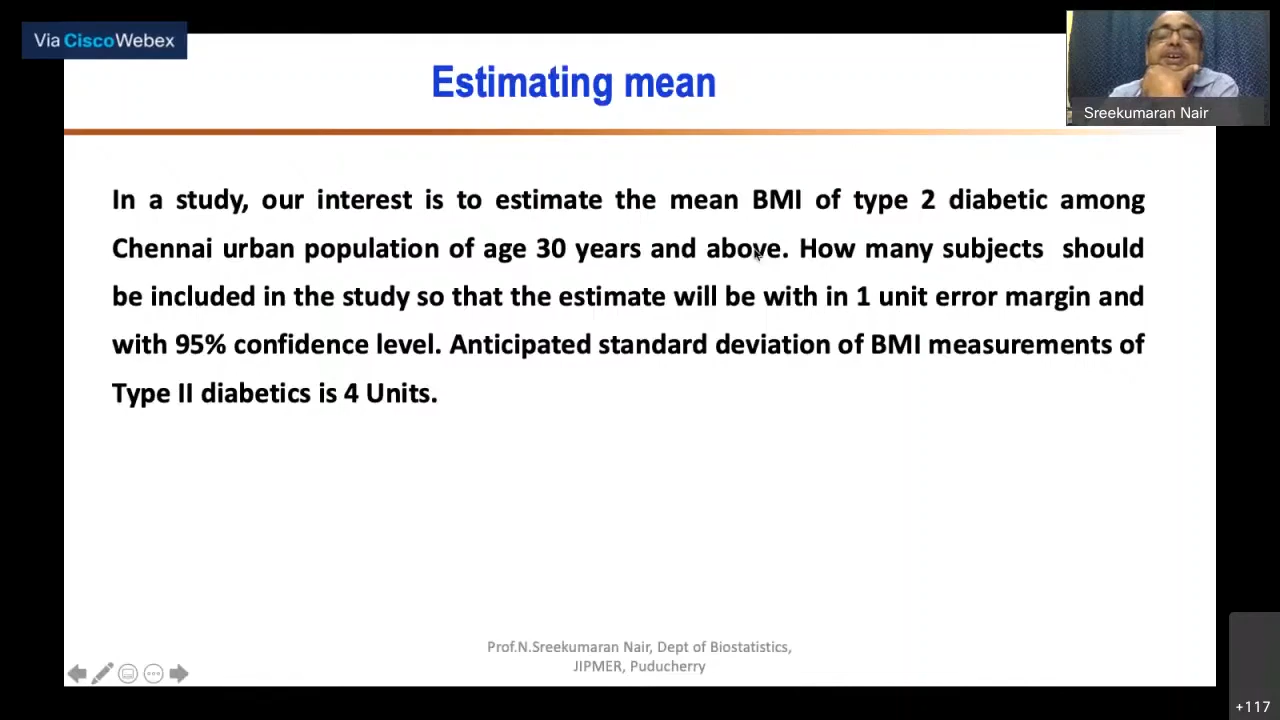 Via CiscoWebex
Estimating mean
Sreekumaran Nair
In a study, our interest is to estimate the mean BMI of type 2 diabetic among
Chennai urban population of age 30 years and above. How many subjects should
be included in the study so that the estimate will be with in 1 unit error margin and
with 95% confidence level. Anticipated standard deviation of BMI measurements of
Type II diabetics is 4 Units.
Prof.N.Sreekumaran Nair, Dept of Biostatistics,
JIPMER, Puducherry
+117